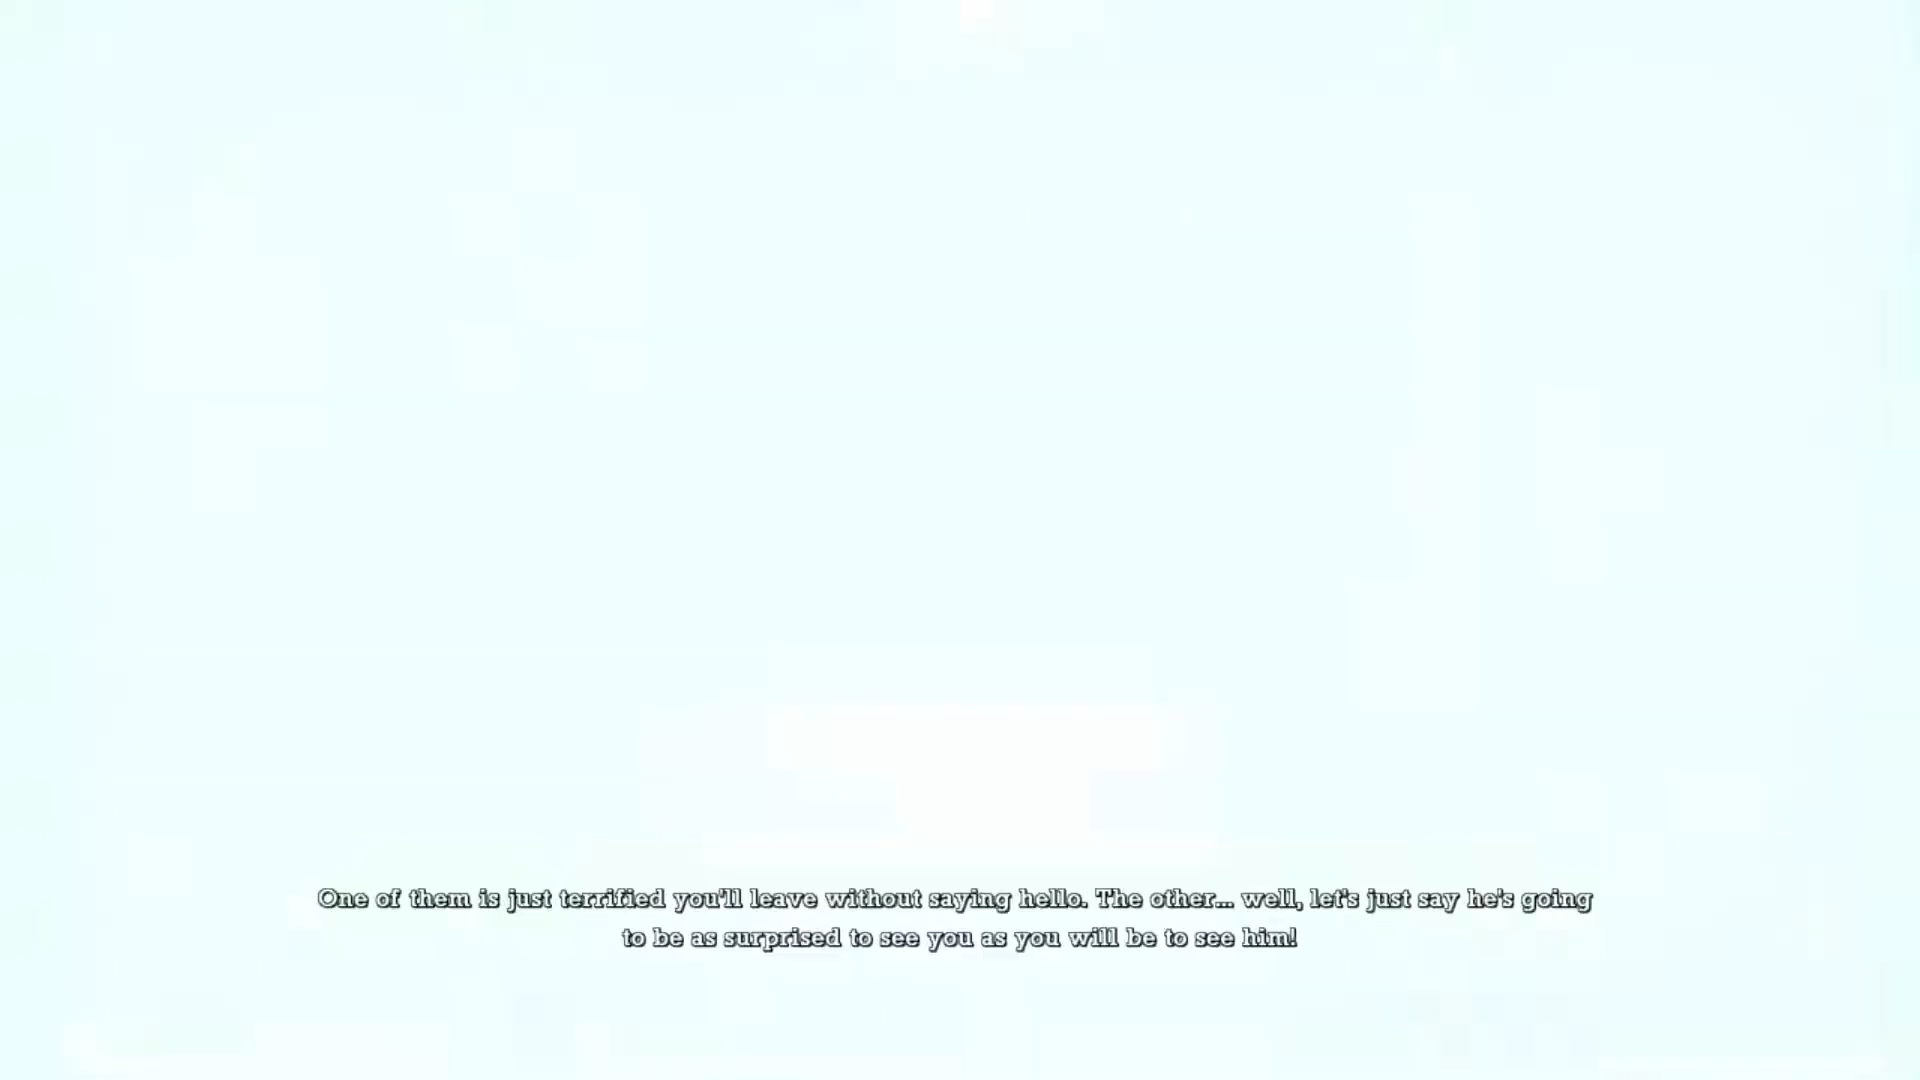 One of them is just terrified you'll leave without saying hello. The other... well, let's just say he's going
to be as surprised to see you as you will be to see him!